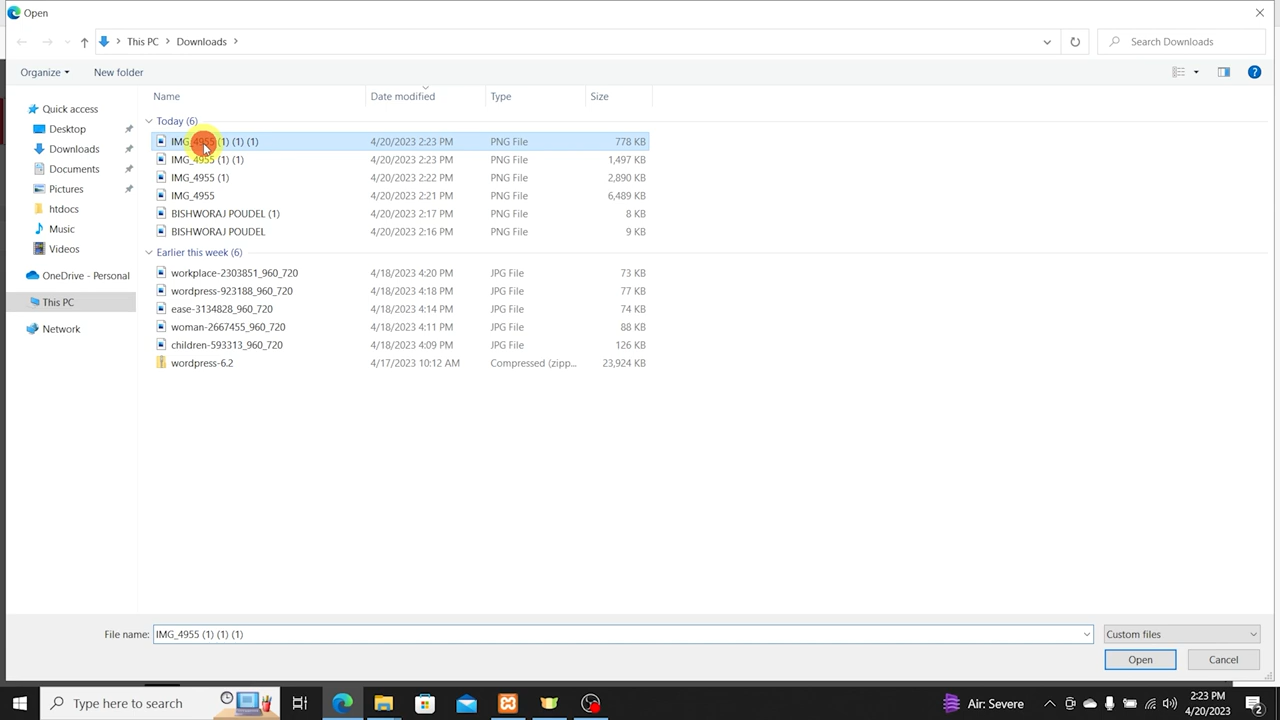 Open
This PC > Downloads >
Search Downloads
Organize
New folder
Name
Date modified
Type
Size
Quick access
Desktop
Downloads
Documents
Pictures
htdocs
Music
Videos
OneDrive - Personal
This PC
Network
Today (6)
IMG_4955 (1) (1) (1) 4/20/2023 2:23 PM PNG File 778 KB
IMG_4955 (1) (1) 4/20/2023 2:23 PM PNG File 1,497 KB
IMG_4955 (1) 4/20/2023 2:22 PM PNG File 2,890 KB
IMG_4955 4/20/2023 2:21 PM PNG File 6,489 KB
BISHWORAJ POUDEL (1) 4/20/2023 2:17 PM PNG File 8 KB
BISHWORAJ POUDEL 4/20/2023 2:16 PM PNG File 9 KB
Earlier this week (6)
workplace-2303851_960_720 4/18/2023 4:20 PM JPG File 73 KB
wordpress-923188_960_720 4/18/2023 4:18 PM JPG File 77 KB
ease-3134828_960_720 4/18/2023 4:14 PM JPG File 74 KB
woman-2667455_960_720 4/18/2023 4:11 PM JPG File 88 KB
children-593313_960_720 4/18/2023 4:09 PM JPG File 126 KB
wordpress-6.2 4/17/2023 10:12 AM Compressed (zipp... 23,924 KB
File name: IMG_4955 (1) (1) (1)
Custom files
Open
Cancel
Type here to search
Air: Severe
2:23 PM
4/20/2023
2